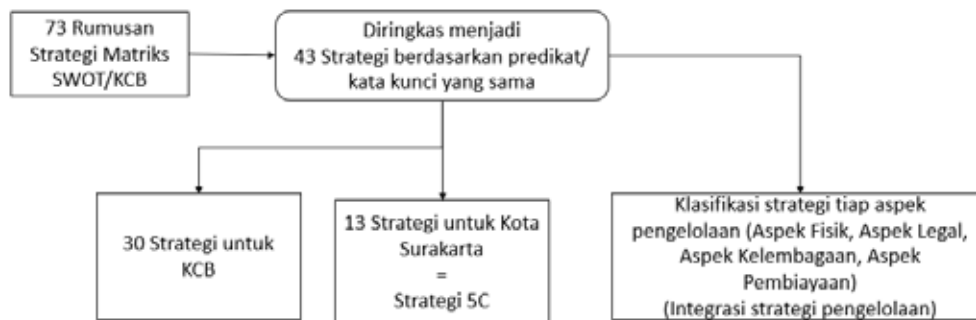 73 Rumusan
Strategi Matriks
SWOT/KCB
Diringkas menjadi
43 Strategi berdasarkan predikat/
kata kunci yang sama
30 Strategi untuk
KCB
13 Strategi untuk Kota
Surakarta
=
Strategi 5C
Klasifikasi strategi tiap aspek
pengelolaan (Aspek Fisik, Aspek Legal,
Aspek Kelembagaan, Aspek
Pembiayaan)
(Integrasi strategi pengelolaan)